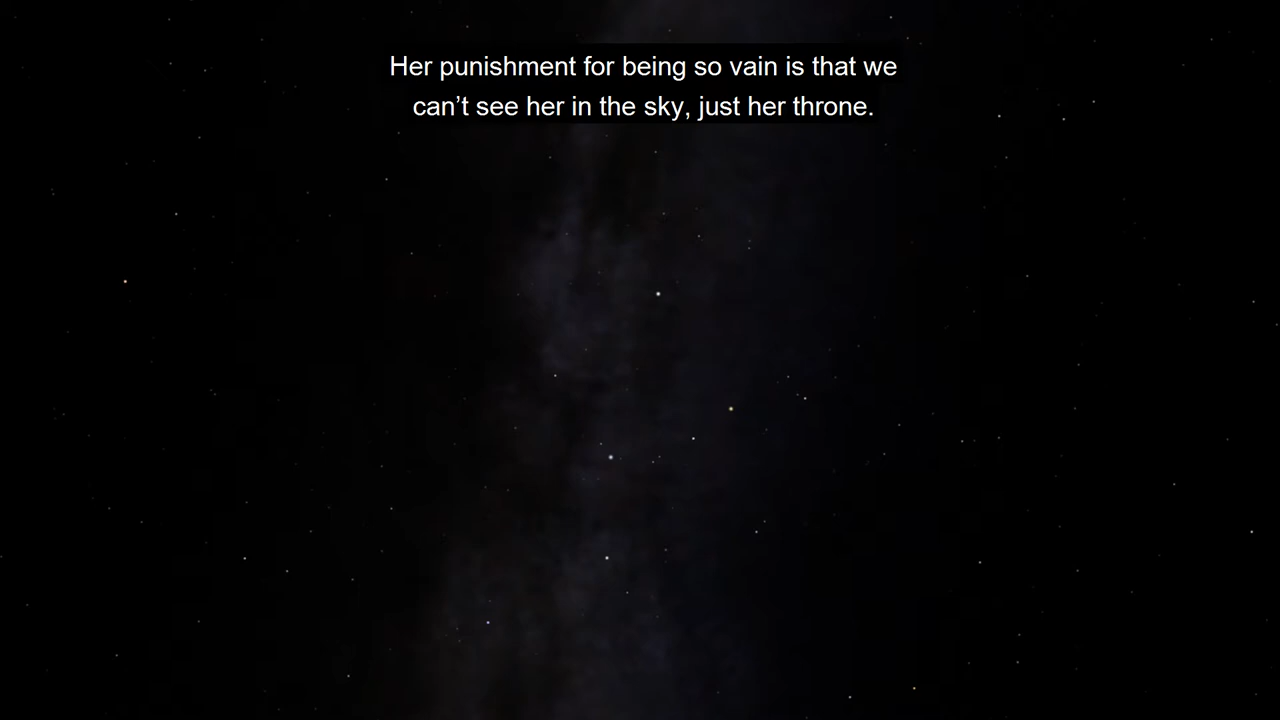 Her punishment for being so vain is that we
can’t see her in the sky, just her throne.